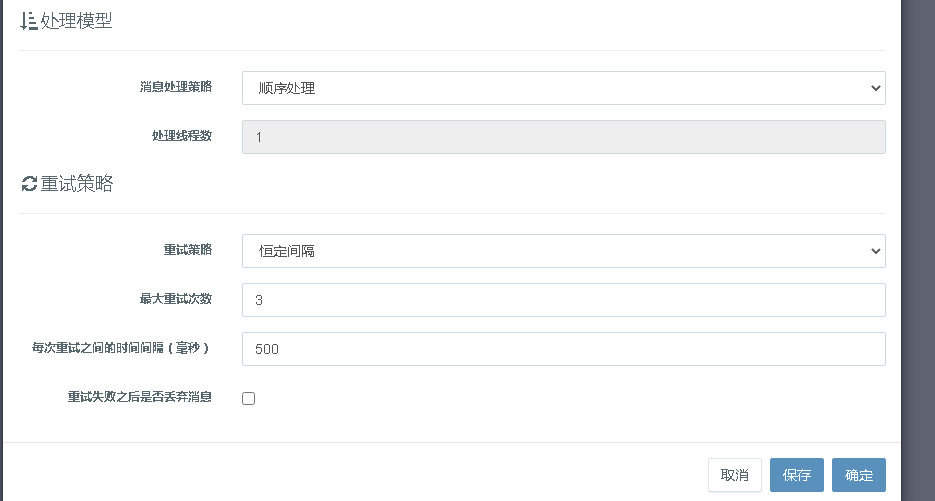 处理模型
消息处理策略 顺序处理
处理线程数 1
重试策略
重试策略 恒定间隔
最大重试次数 3
每次重试之间的时间间隔（毫秒） 500
重试失败之后是否丢弃消息
取消 保存 确定